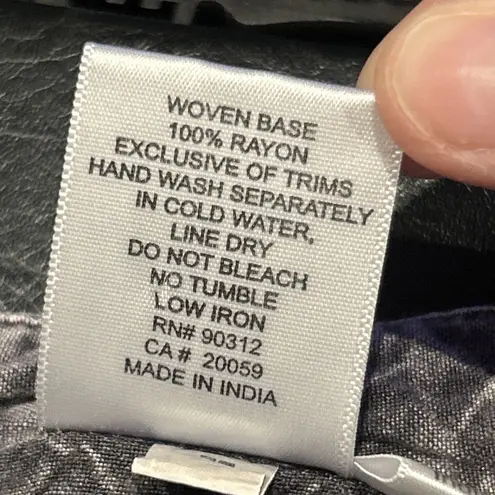 WOVEN BASE
100% RAYON
EXCLUSIVE OF TRIMS
HAND WASH SEPARATELY
IN COLD WATER,
LINE DRY
DO NOT BLEACH
NO TUMBLE
LOW IRON
RN# 90312
CA # 20059
MADE IN INDIA